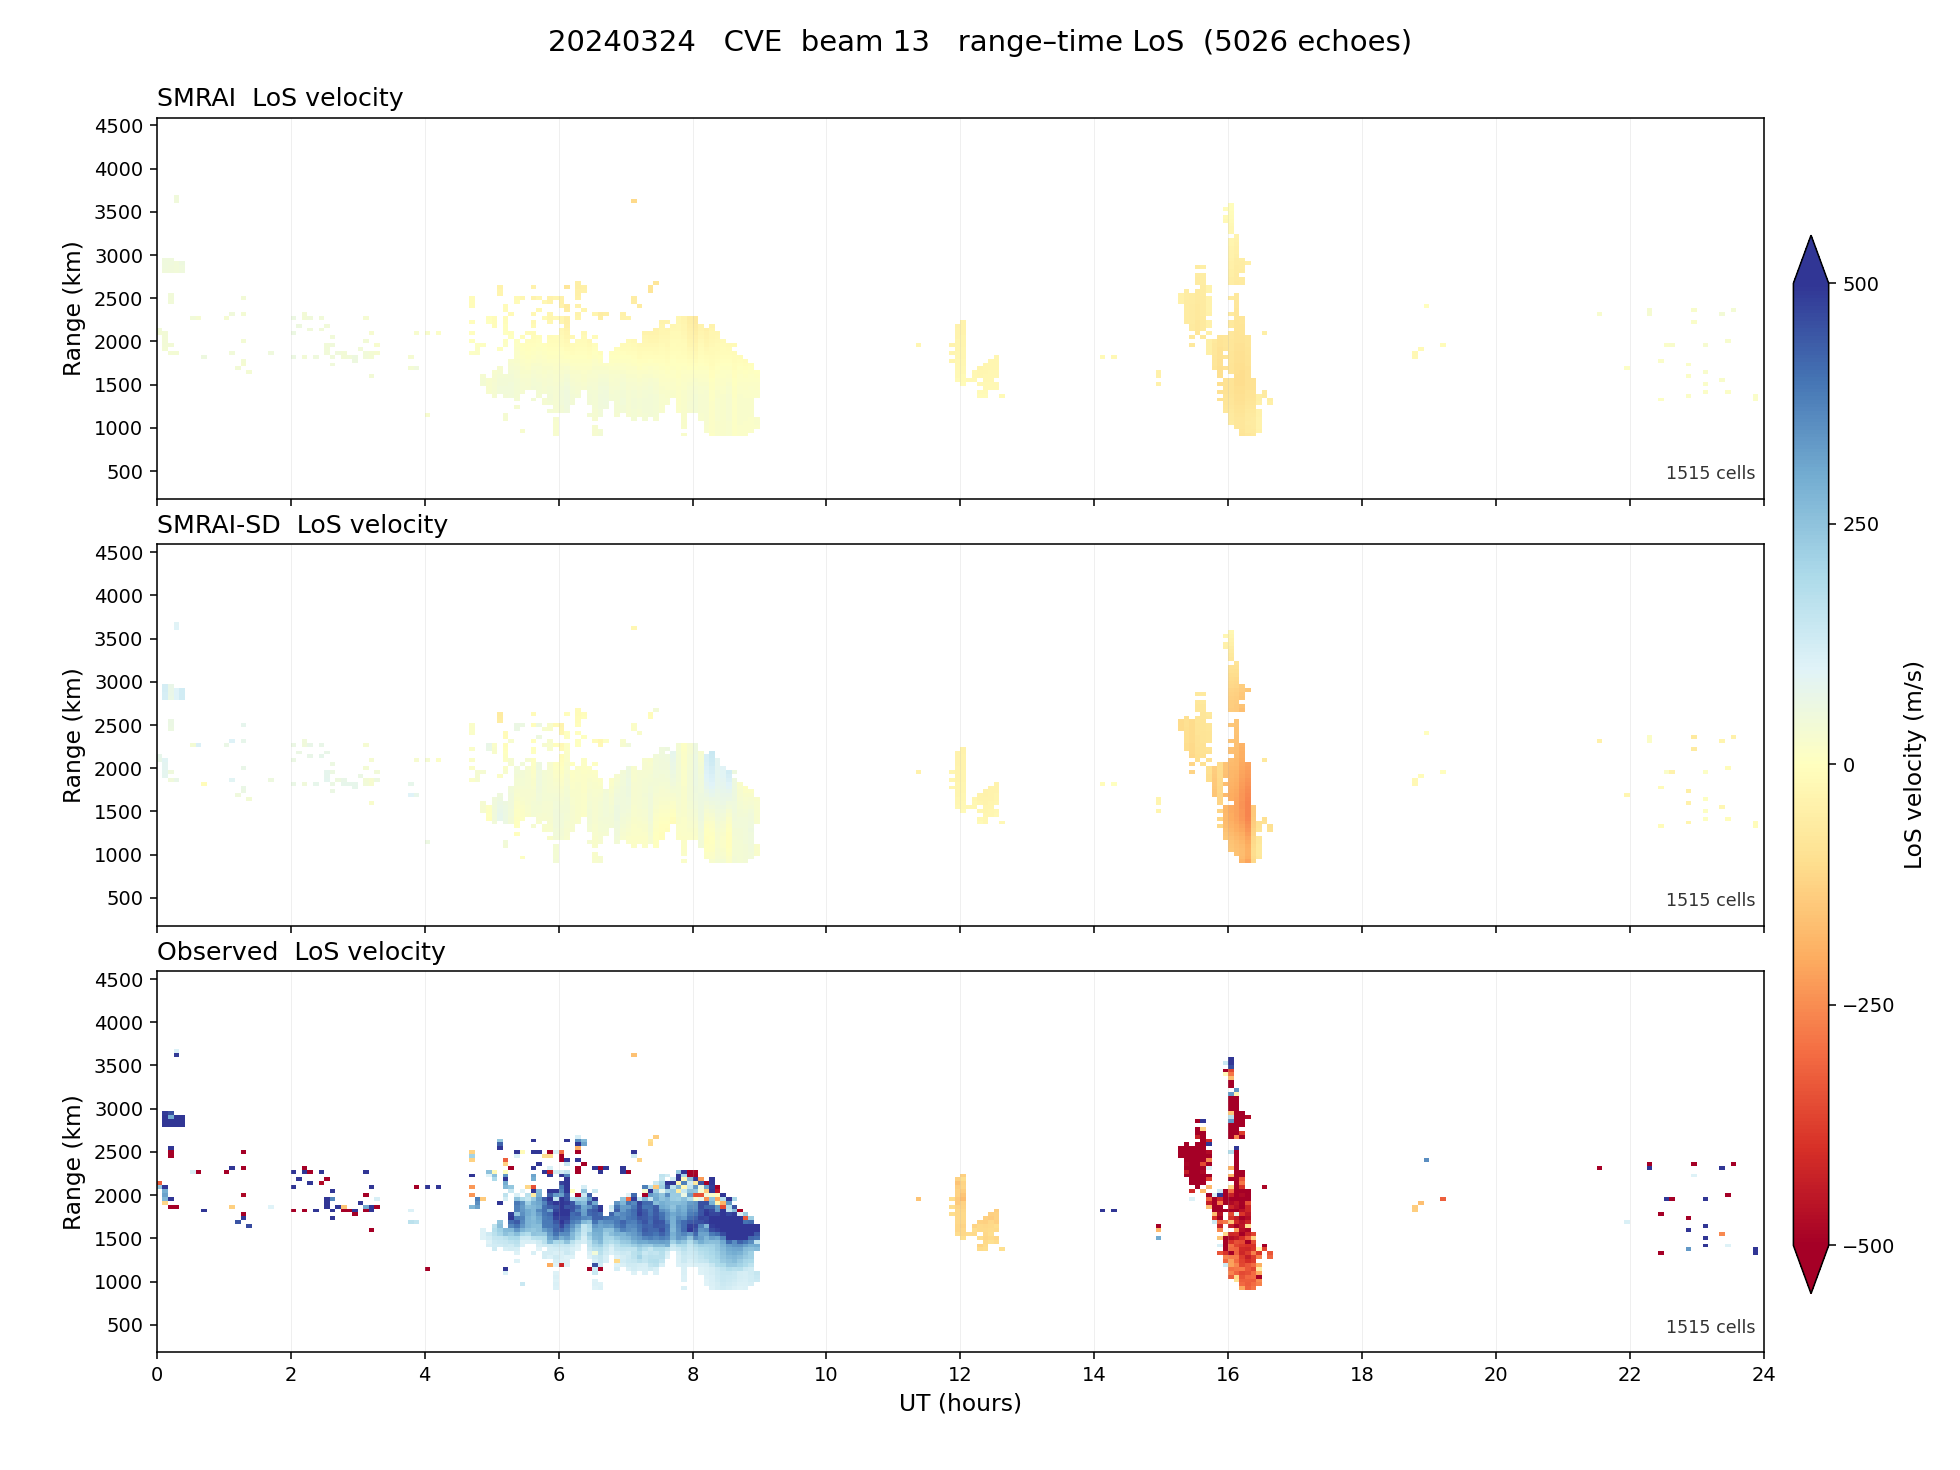 20240324   CVE  beam 13   range–time LoS  (5026 echoes)
SMRAI  LoS velocity
4500
4000
3500
3000
2500
2000
1500
1000
500
Range (km)
1515 cells
SMRAI-SD  LoS velocity
4500
4000
3500
3000
2500
2000
1500
1000
500
Range (km)
1515 cells
Observed  LoS velocity
4500
4000
3500
3000
2500
2000
1500
1000
500
Range (km)
1515 cells
0 2 4 6 8 10 12 14 16 18 20 22 24
UT (hours)
500
250
0
−250
−500
LoS velocity (m/s)